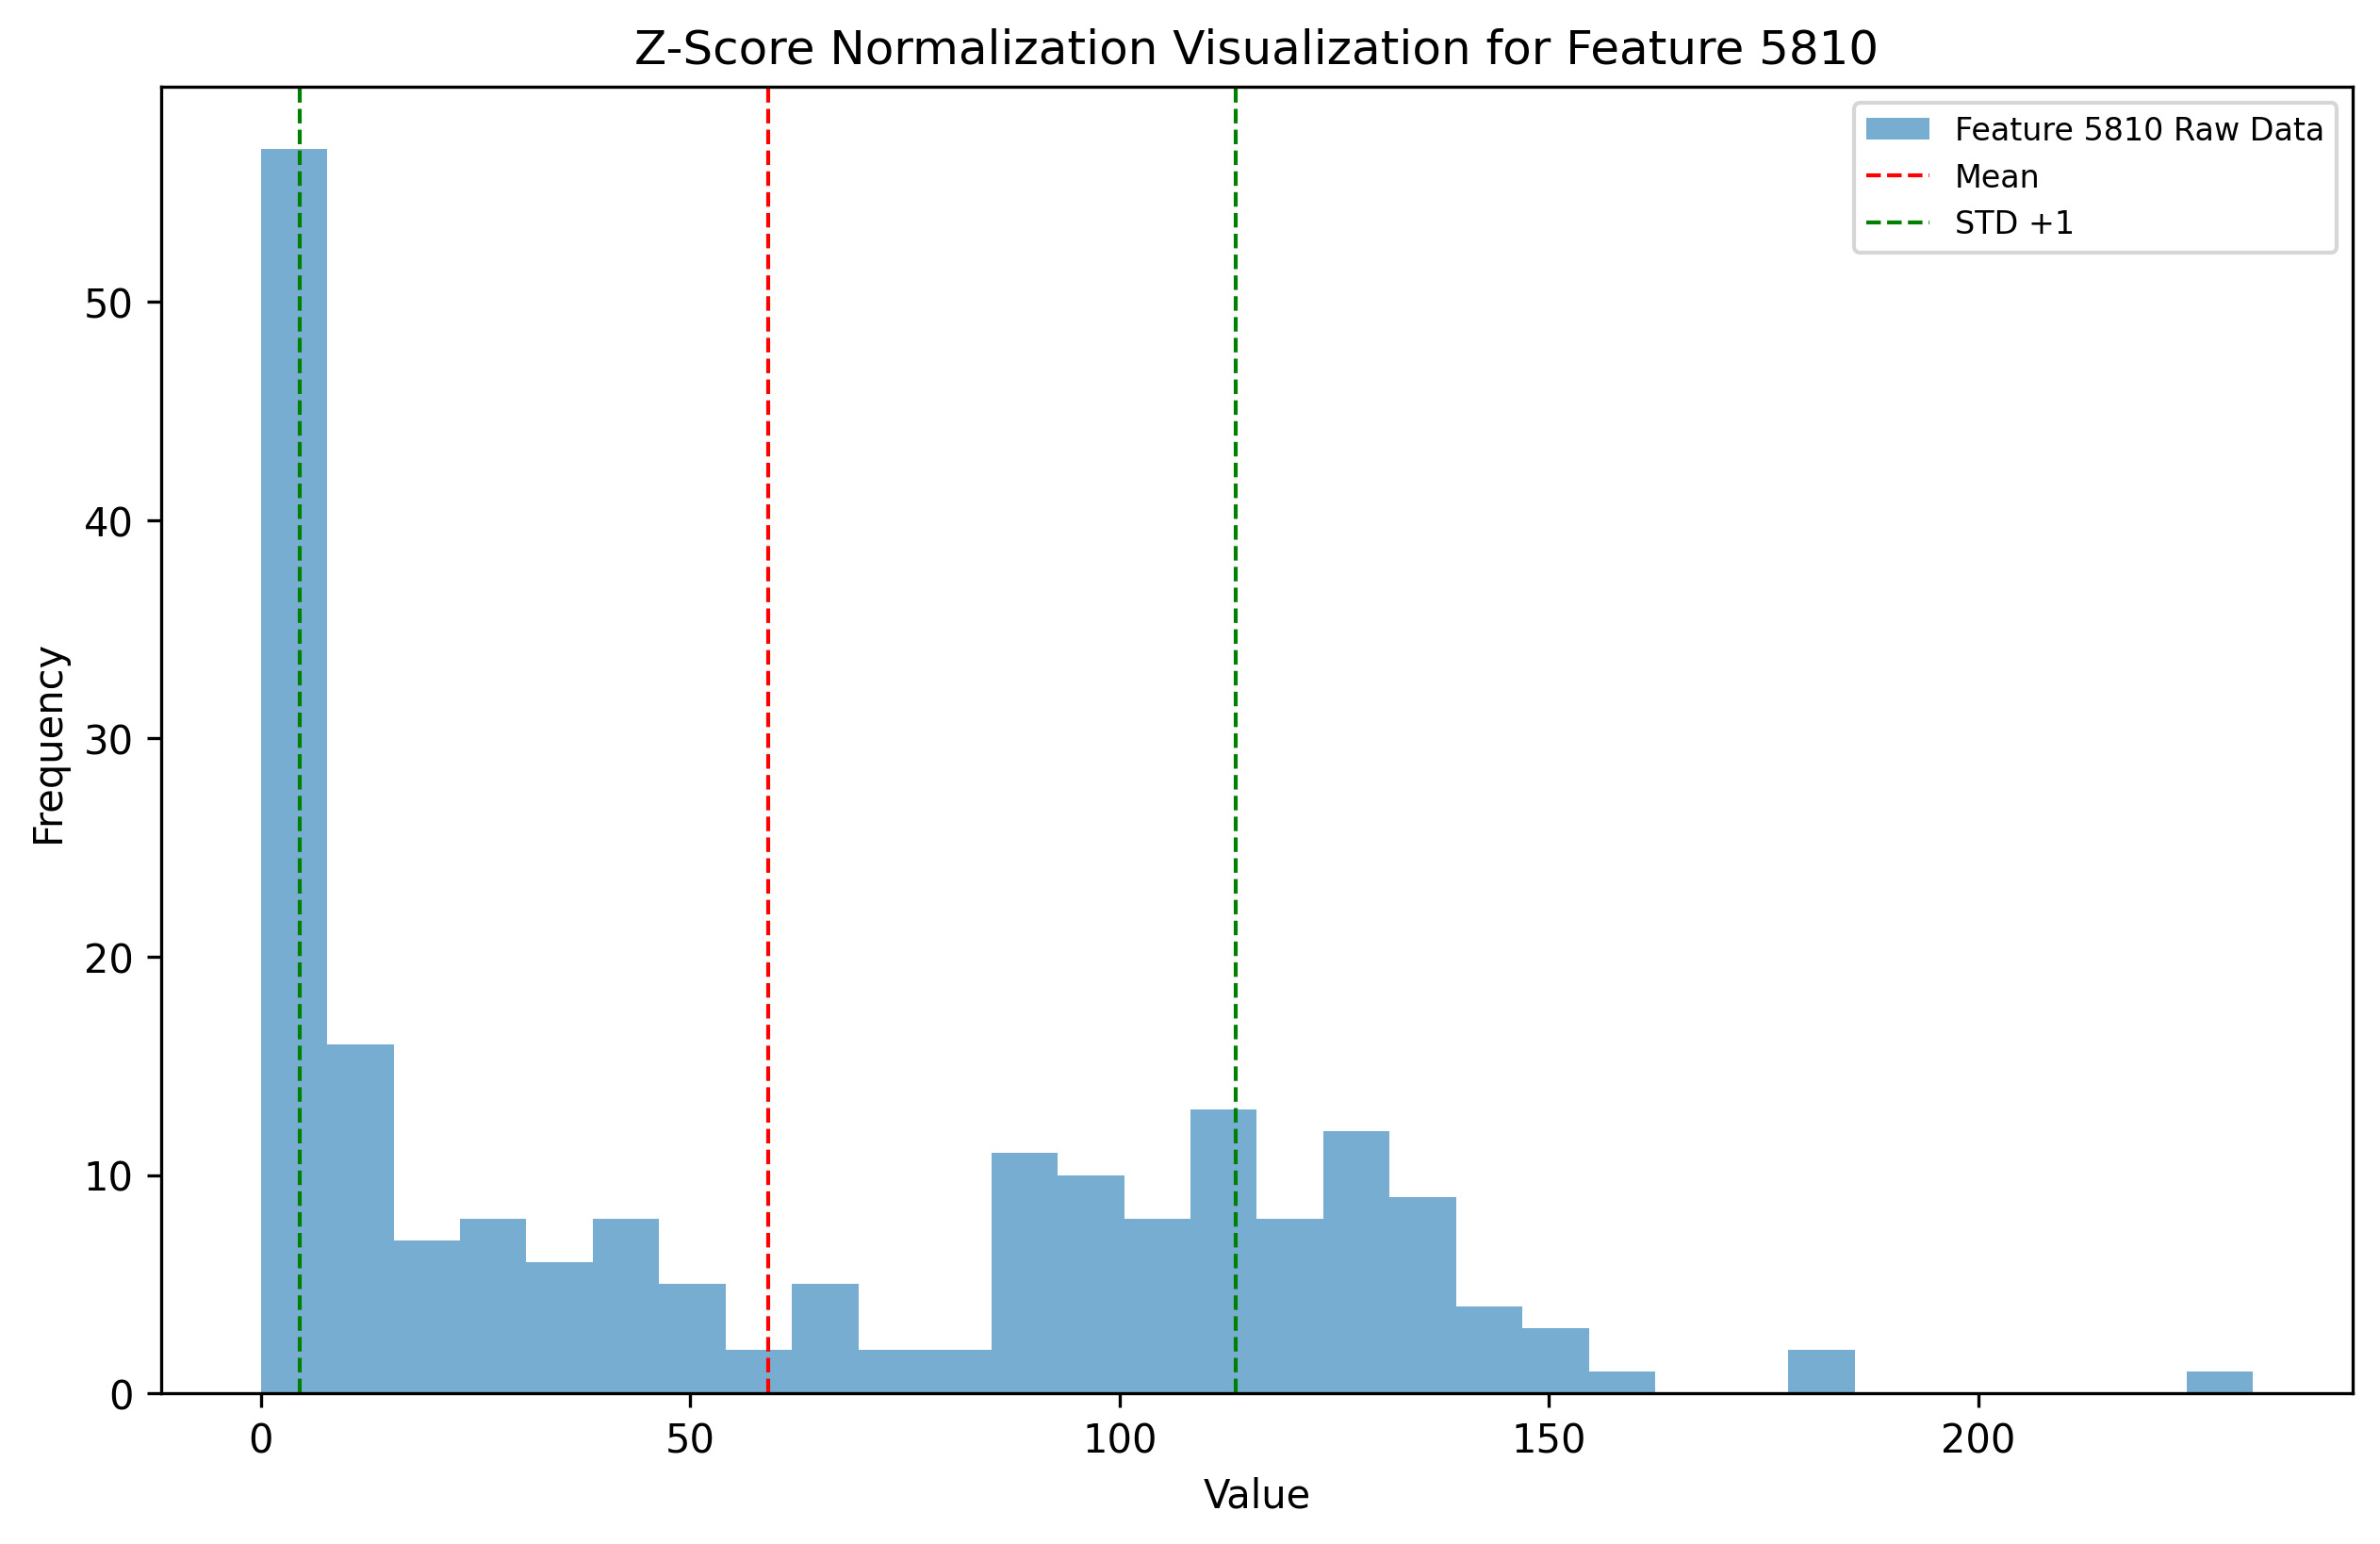 Z-Score Normalization Visualization for Feature 5810
Feature 5810 Raw Data
Mean
STD +1
50
40
30
20
10
0
Frequency
0 50 100 150 200
Value